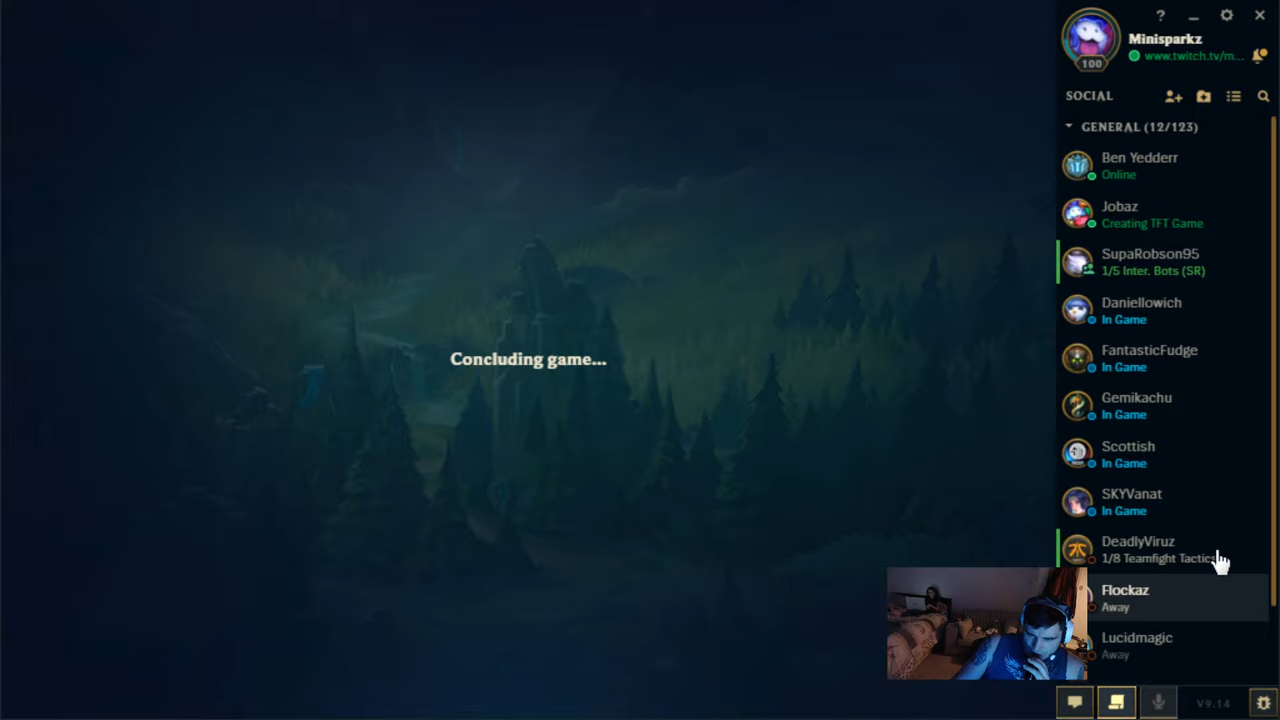 ?
Minisparkz
www.twitch.tv/m...
100
SOCIAL
GENERAL (12/123)
Ben Yedderr
Online
Jobaz
Creating TFT Game
SupaRobson95
1/5 Inter. Bots (SR)
Daniellowich
In Game
Concluding game...
FantasticFudge
In Game
Gemikachu
In Game
Scottish
In Game
SKYVanat
In Game
DeadlyViruz
1/8 Teamfight Tactics
Flockaz
Away
Lucidmagic
Away
V9.14